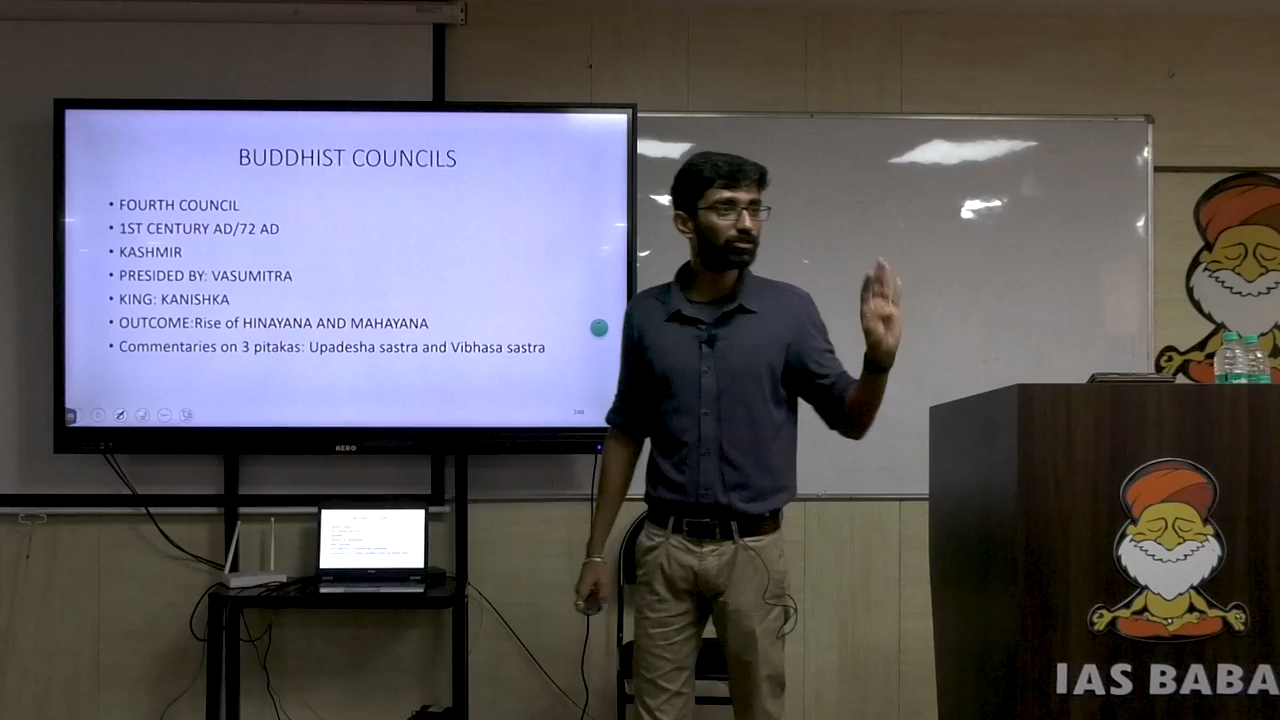 BUDDHIST COUNCILS
• FOURTH COUNCIL
• 1ST CENTURY AD/72 AD
• KASHMIR
• PRESIDED BY: VASUMITRA
• KING: KANISHKA
• OUTCOME:Rise of HINAYANA AND MAHAYANA
• Commentaries on 3 pitakas: Upadesha sastra and Vibhasa sastra
IAS BABA